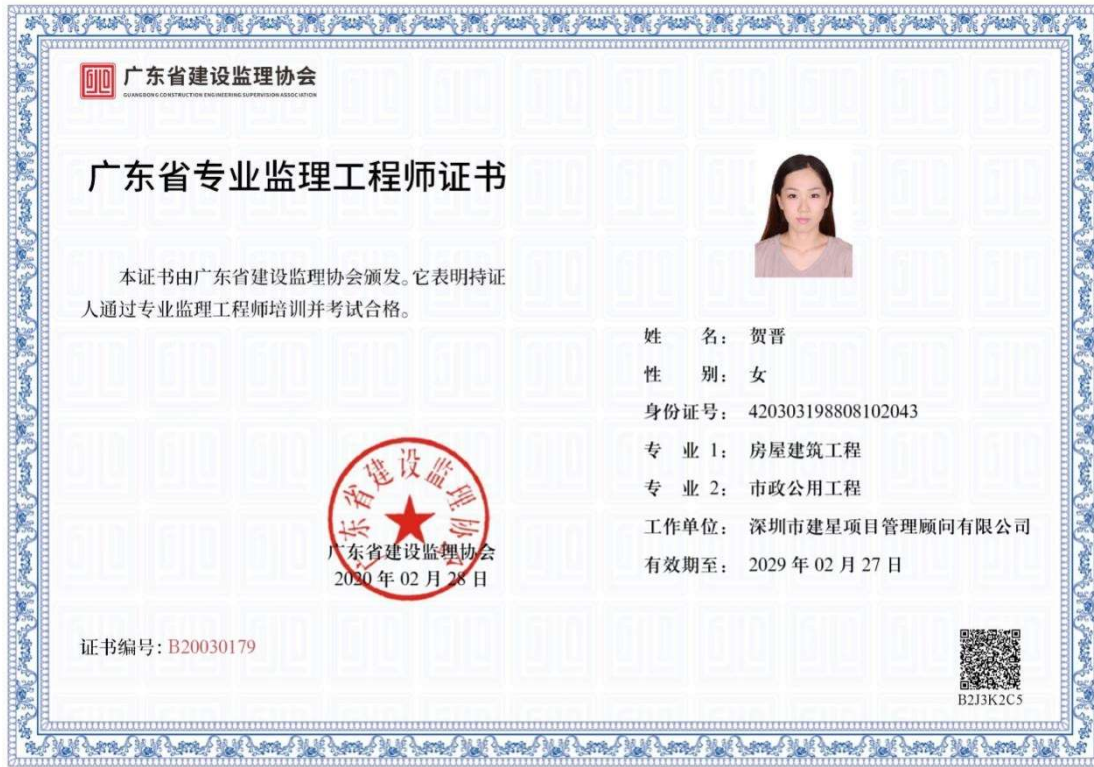 广东省建设监理协会
GUANGDONG CONSTRUCTION ENGINEERING SUPERVISION ASSOCIATION
广东省专业监理工程师证书
本证书由广东省建设监理协会颁发。它表明持证
人通过专业监理工程师培训并考试合格。
姓 名： 贺晋
性 别： 女
身份证号： 420303198808102043
专 业 1： 房屋建筑工程
专 业 2： 市政公用工程
工作单位： 深圳市建星项目管理顾问有限公司
有效期至： 2029 年 02 月 27 日
广东省建设监理协会
广东省建设监理协会
2020 年 02 月 28 日
证书编号：B20030179
B2J3K2C5